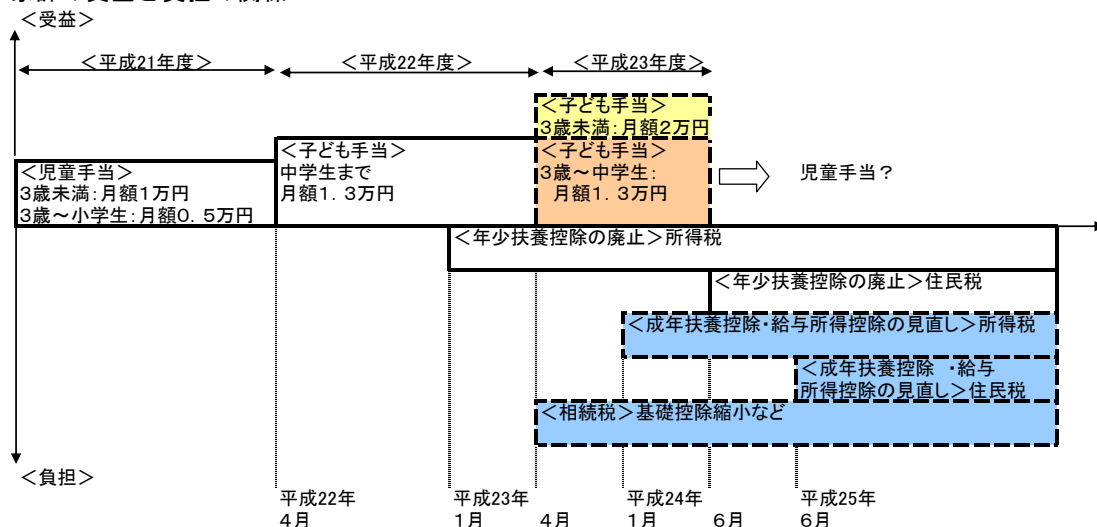 ＜受益＞
＜平成21年度＞
＜平成22年度＞
＜平成23年度＞
＜子ども手当＞
３歳未満：月額２万円
＜児童手当＞
３歳未満：月額１万円
３歳～小学生：月額０．５万円
＜子ども手当＞
中学生まで
月額１．３万円
＜子ども手当＞
３歳～中学生：
月額１．３万円
児童手当？
＜年少扶養控除の廃止＞所得税
＜年少扶養控除の廃止＞住民税
＜成年扶養控除・給与所得控除の見直し＞所得税
＜成年扶養控除　・給与
所得控除の見直し＞住民税
＜相続税＞基礎控除縮小など
＜負担＞
平成22年
４月
平成23年
１月
４月
平成24年
１月
６月
平成25年
６月